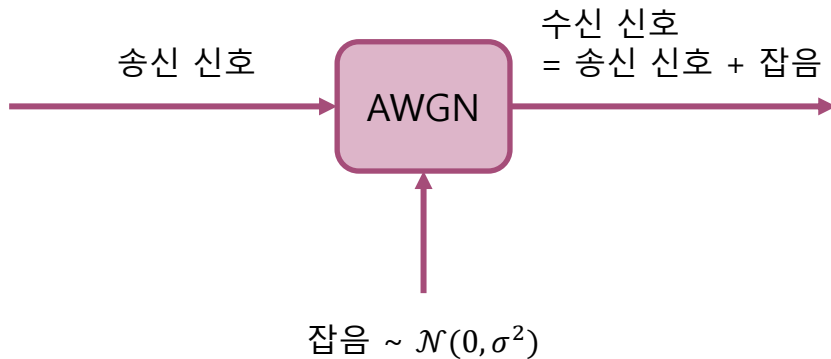 송신 신호
AWGN
수신 신호
= 송신 신호 + 잡음
잡음 ~ 𝒩(0, σ²)